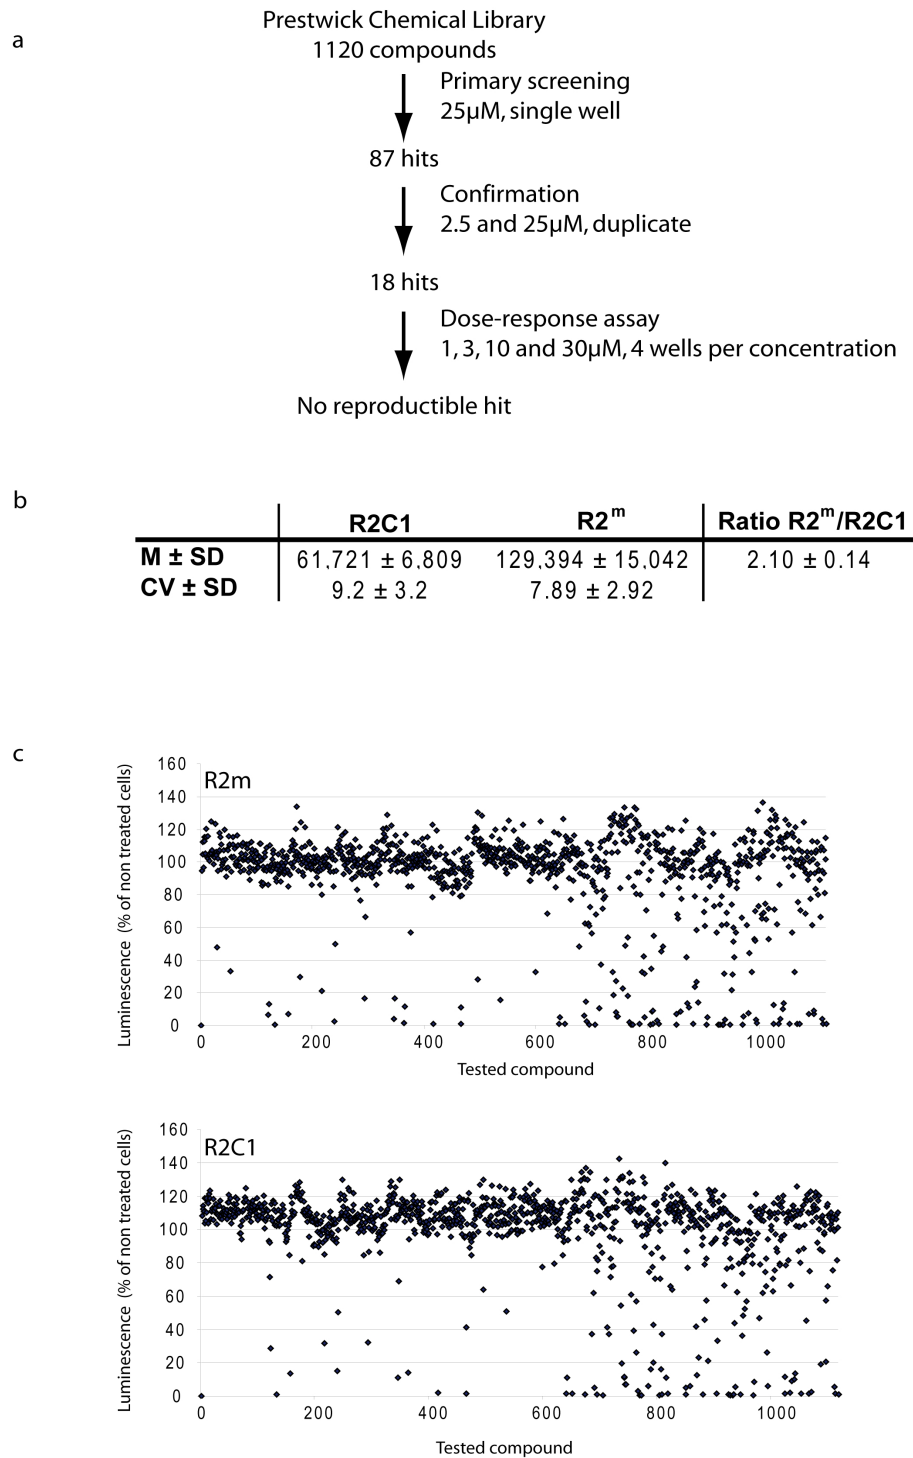 a
Prestwick Chemical Library
1120 compounds
Primary screening
25µM, single well
87 hits
Confirmation
2.5 and 25µM, duplicate
18 hits
Dose-response assay
1, 3, 10 and 30µM, 4 wells per concentration
No reproductible hit
b
R2C1 R2m Ratio R2m/R2C1
M ± SD 61,721 ± 6,809 129,394 ± 15,042 2.10 ± 0.14
CV ± SD 9.2 ± 3.2 7.89 ± 2.92
c
Luminescence (% of non treated cells)
R2m
160
140
120
100
80
60
40
20
0
0 200 400 600 800 1000
Tested compound
Luminescence (% of non treated cells)
R2C1
160
140
120
100
80
60
40
20
0
0 200 400 600 800 1000
Tested compound